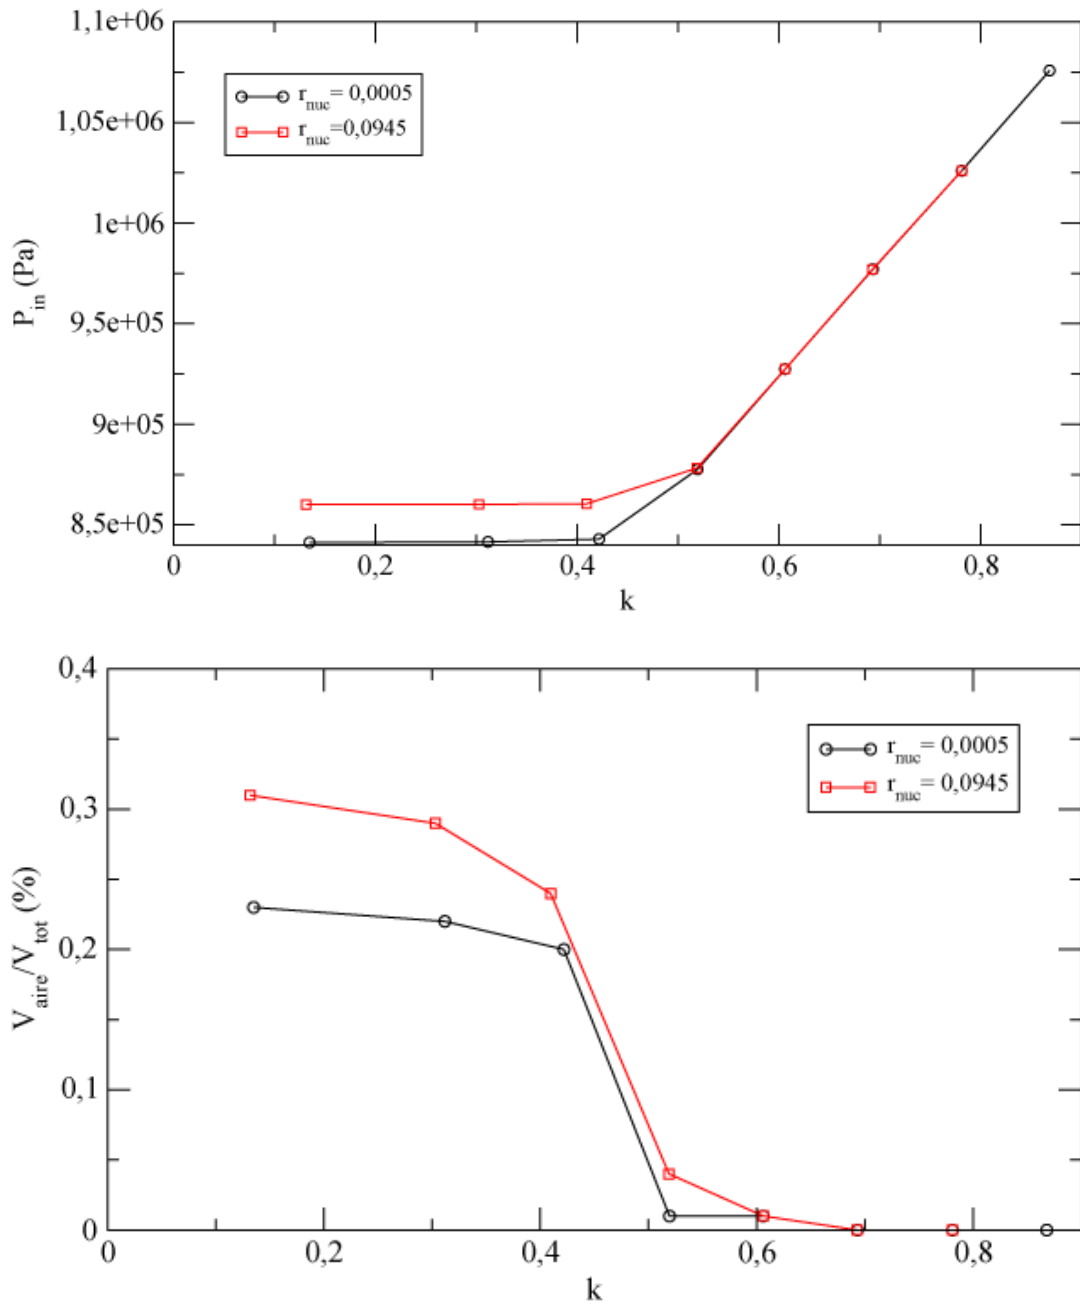 1,1e+06
r_nuc= 0,0005
1,05e+06
r_nuc=0,0945
1e+06
P_in (Pa)
9,5e+05
9e+05
8,5e+05
0 0,2 0,4 0,6 0,8
k
0,4
r_nuc= 0,0005
r_nuc= 0,0945
0,3
V_aire/V_tot (%)
0,2
0,1
0
0 0,2 0,4 0,6 0,8
k